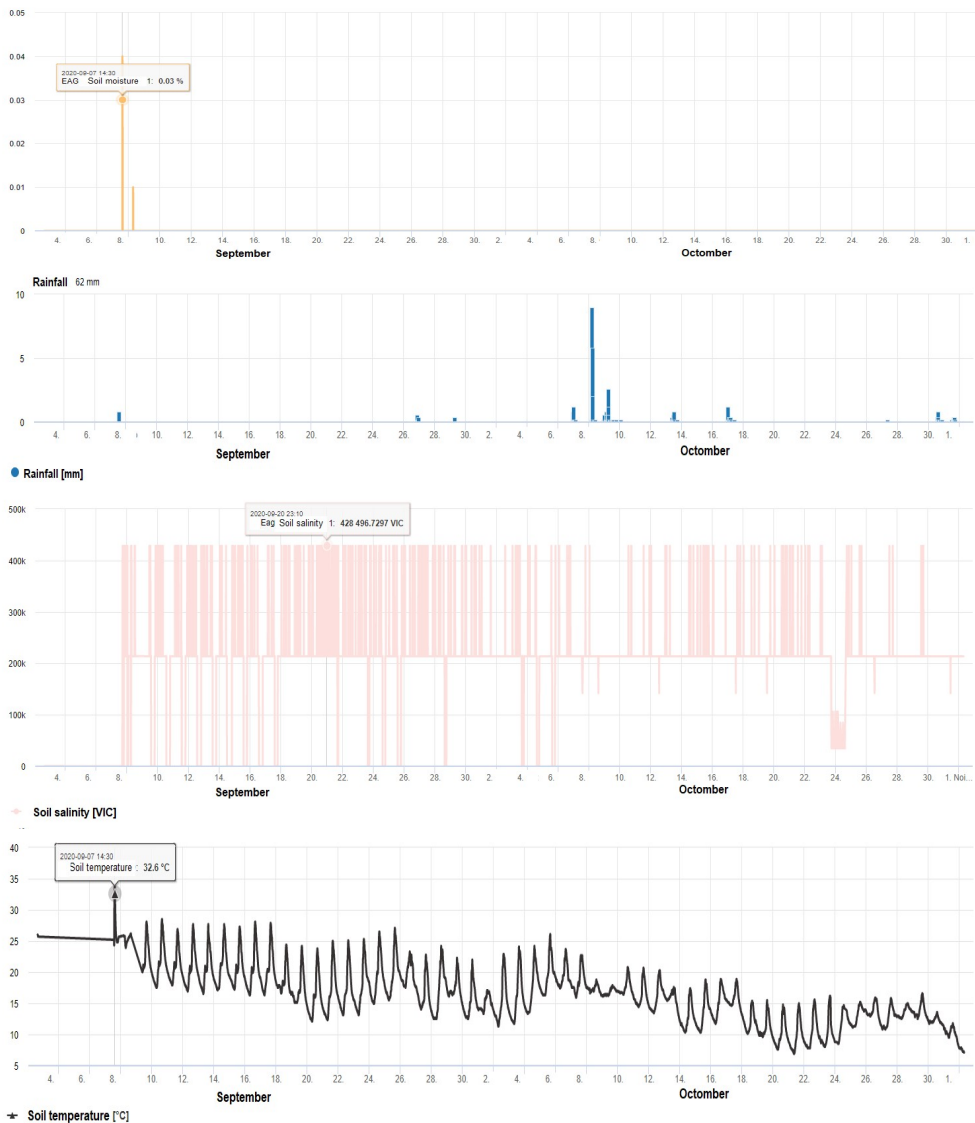 0.05
0.04
2020-09-07 14:30
EAG Soil moisture 1: 0.03 %
0.03
0.02
0.01
0
4. 6. 8. 10. 12. 14. 16. 18. 20. 22. 24. 26. 28. 30. 2. 4. 6. 8. 10. 12. 14. 16. 18. 20. 22. 24. 26. 28. 30. 1.
September Octomber
Rainfall 62 mm
10
5
0
4. 6. 8. 10. 12. 14. 16. 18. 20. 22. 24. 26. 28. 30. 2. 4. 6. 8. 10. 12. 14. 16. 18. 20. 22. 24. 26. 28. 30. 1.
September Octomber
Rainfall [mm]
500k
2020-09-20 23:10
Eag Soil salinity 1: 428 496.7297 VIC
400k
300k
200k
100k
0
4. 6. 8. 10. 12. 14. 16. 18. 20. 22. 24. 26. 28. 30. 2. 4. 6. 8. 10. 12. 14. 16. 18. 20. 22. 24. 26. 28. 30. 1. Noi...
September Octomber
Soil salinity [VIC]
40
2020-09-07 14:30
Soil temperature : 32.6 °C
35
30
25
20
15
10
5
4. 6. 8. 10. 12. 14. 16. 18. 20. 22. 24. 26. 28. 30. 2. 4. 6. 8. 10. 12. 14. 16. 18. 20. 22. 24. 26. 28. 30. 1.
September Octomber
Soil temperature [°C]